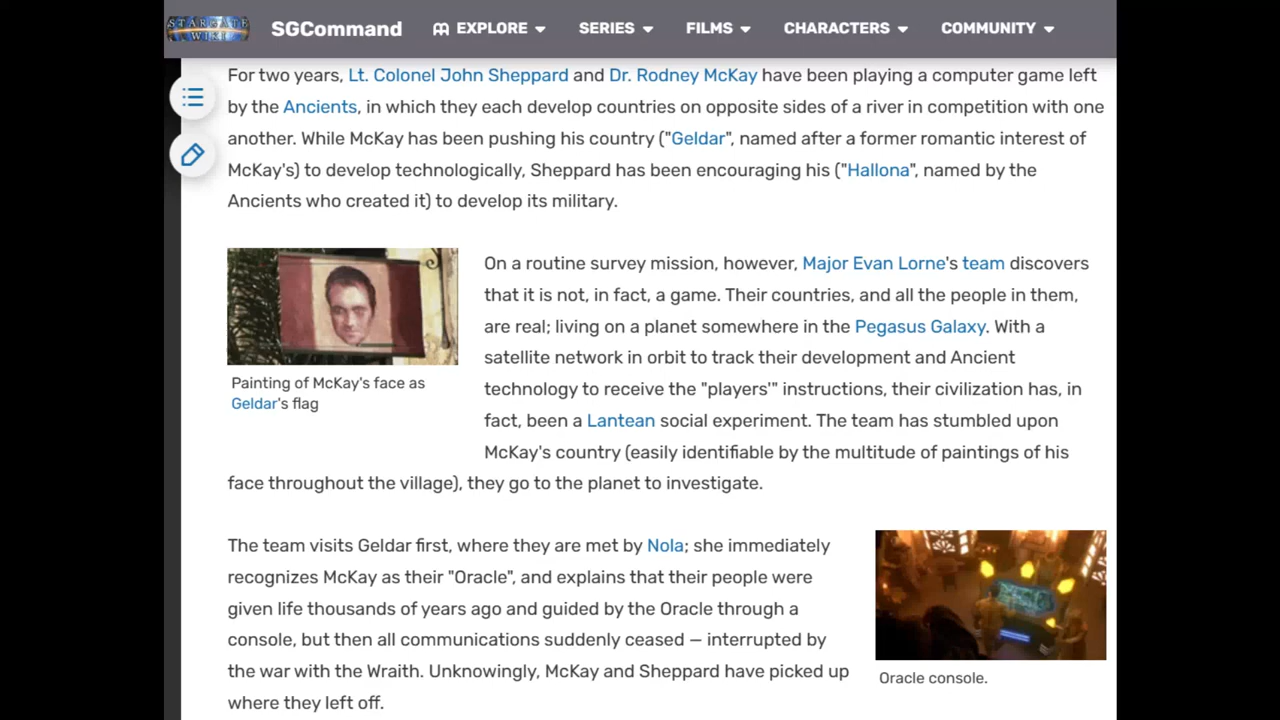 STARGATE
WIKI
SGCommand
EXPLORE
SERIES
FILMS
CHARACTERS
COMMUNITY
For two years, Lt. Colonel John Sheppard and Dr. Rodney McKay have been playing a computer game left
by the Ancients, in which they each develop countries on opposite sides of a river in competition with one
another. While McKay has been pushing his country ("Geldar", named after a former romantic interest of
McKay's) to develop technologically, Sheppard has been encouraging his ("Hallona", named by the
Ancients who created it) to develop its military.
On a routine survey mission, however, Major Evan Lorne's team discovers
that it is not, in fact, a game. Their countries, and all the people in them,
are real; living on a planet somewhere in the Pegasus Galaxy. With a
satellite network in orbit to track their development and Ancient
technology to receive the "players'" instructions, their civilization has, in
fact, been a Lantean social experiment. The team has stumbled upon
McKay's country (easily identifiable by the multitude of paintings of his
face throughout the village), they go to the planet to investigate.
Painting of McKay's face as
Geldar's flag
The team visits Geldar first, where they are met by Nola; she immediately
recognizes McKay as their "Oracle", and explains that their people were
given life thousands of years ago and guided by the Oracle through a
console, but then all communications suddenly ceased — interrupted by
the war with the Wraith. Unknowingly, McKay and Sheppard have picked up
where they left off.
Oracle console.